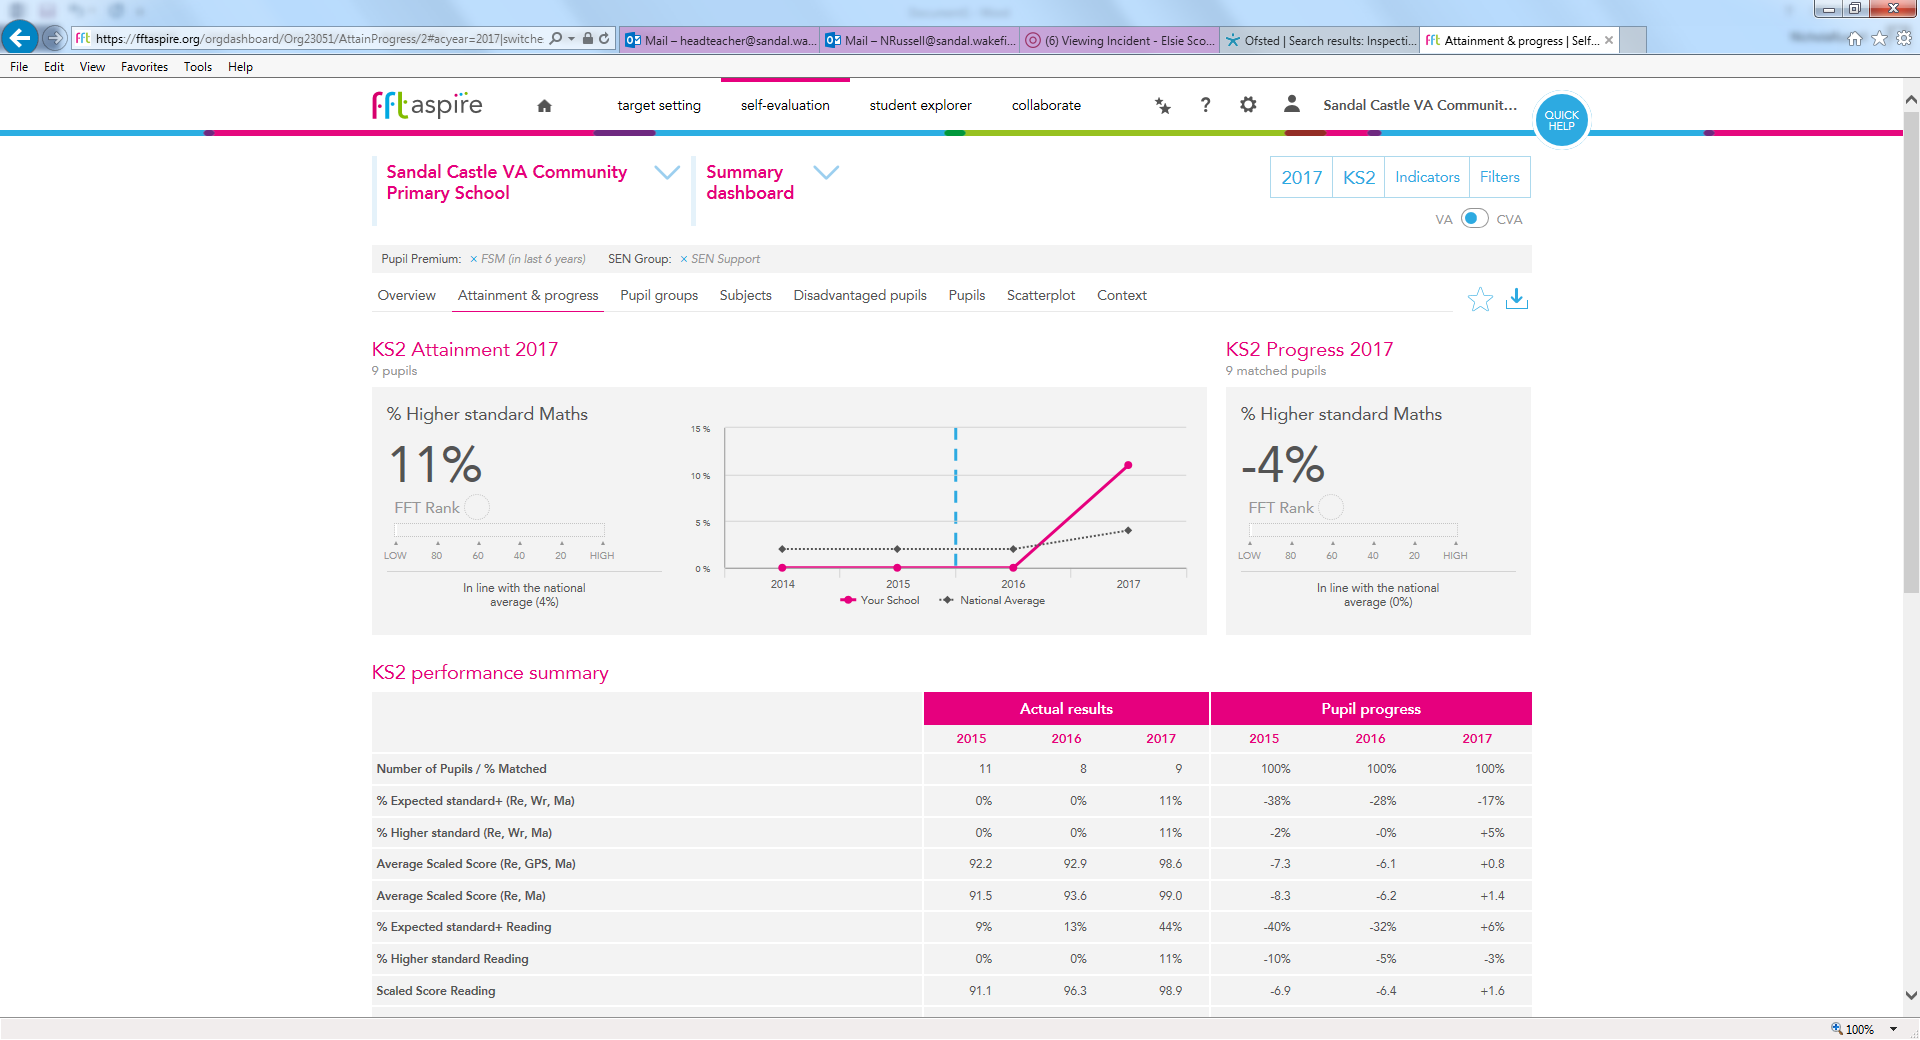 https://fftaspire.org/orgdashboard/Org23051/AttainProgress/2#acyear=2017|switche
Mail – headteacher@sandal.wa...
Mail – NRussell@sandal.wakefi...
(6) Viewing Incident - Elsie Sco...
Ofsted | Search results: Inspecti...
fft Attainment & progress | Self...
File Edit View Favorites Tools Help
fft aspire
target setting self-evaluation student explorer collaborate
? Sandal Castle VA Communit...
QUICK
HELP
Sandal Castle VA Community
Primary School
Summary
dashboard
2017 KS2 Indicators Filters
VA CVA
Pupil Premium: × FSM (in last 6 years) SEN Group: × SEN Support
Overview Attainment & progress Pupil groups Subjects Disadvantaged pupils Pupils Scatterplot Context
KS2 Attainment 2017
9 pupils
% Higher standard Maths
11%
FFT Rank
LOW 80 60 40 20 HIGH
In line with the national
average (4%)
15 %
10 %
5 %
0 %
2014 2015 2016 2017
Your School National Average
KS2 Progress 2017
9 matched pupils
% Higher standard Maths
-4%
FFT Rank
LOW 80 60 40 20 HIGH
In line with the national
average (0%)
KS2 performance summary
Actual results Pupil progress
2015 2016 2017 2015 2016 2017
Number of Pupils / % Matched 11 8 9 100% 100% 100%
% Expected standard+ (Re, Wr, Ma) 0% 0% 11% -38% -28% -17%
% Higher standard (Re, Wr, Ma) 0% 0% 11% -2% -0% +5%
Average Scaled Score (Re, GPS, Ma) 92.2 92.9 98.6 -7.3 -6.1 +0.8
Average Scaled Score (Re, Ma) 91.5 93.6 99.0 -8.3 -6.2 +1.4
% Expected standard+ Reading 9% 13% 44% -40% -32% +6%
% Higher standard Reading 0% 0% 11% -10% -5% -3%
Scaled Score Reading 91.1 96.3 98.9 -6.9 -6.4 +1.6
100%